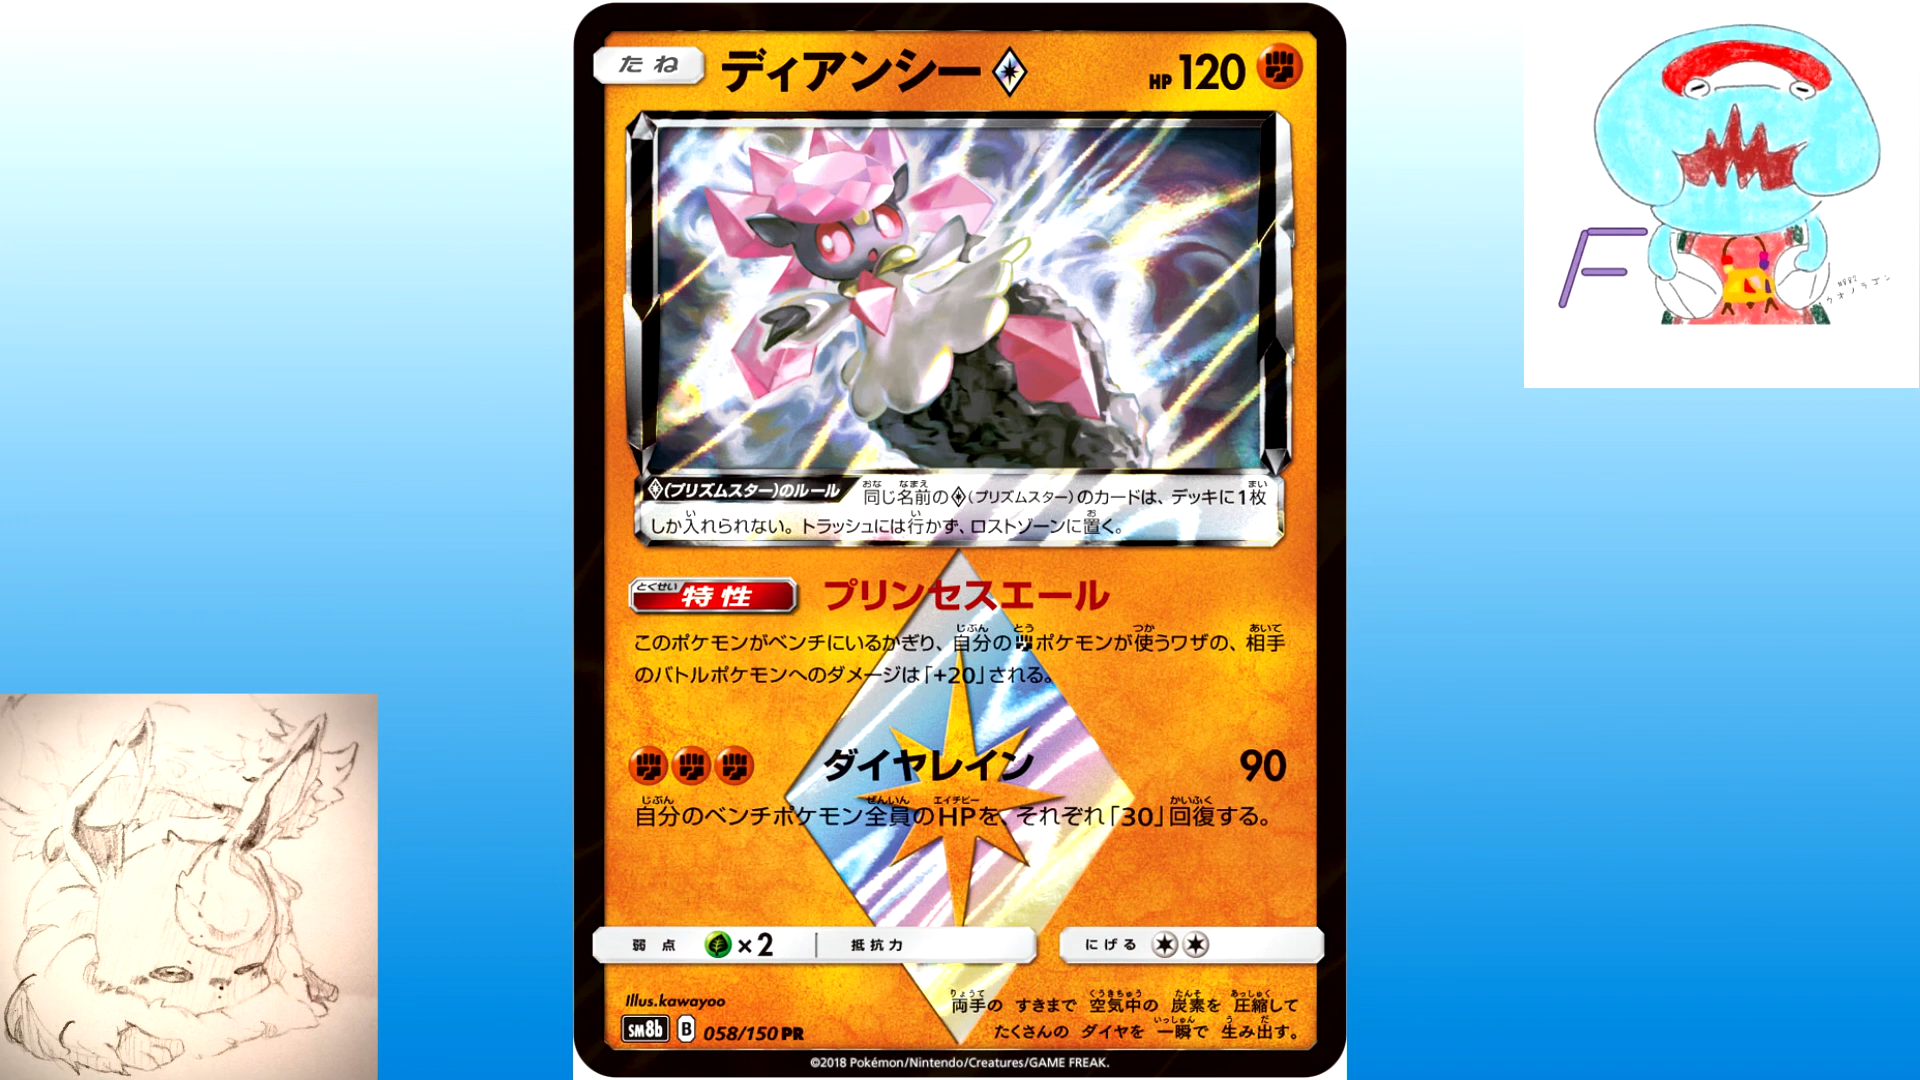 たね ディアンシー HP 120
(プリズムスター)のルール 同じ名前の(プリズムスター)のカードは、デッキに1枚
しか入れられない。トラッシュには行かず、ロストゾーンに置く。
とくせい 特性 プリンセスエール
このポケモンがベンチにいるかぎり、自分のポケモンが使うワザの、相手
のバトルポケモンへのダメージは「+20」される。
ダイヤレイン 90
自分のベンチポケモン全員のHPを、それぞれ「30」回復する。
弱点 ×2 抵抗力 にげる
Illus.kawayoo
両手の すきまで 空気中の 炭素を 圧縮して
たくさんの ダイヤを 一瞬で 生み出す。
sm8b B 058/150 PR
©2018 Pokémon/Nintendo/Creatures/GAME FREAK.
F
#882
ウオノラゴン